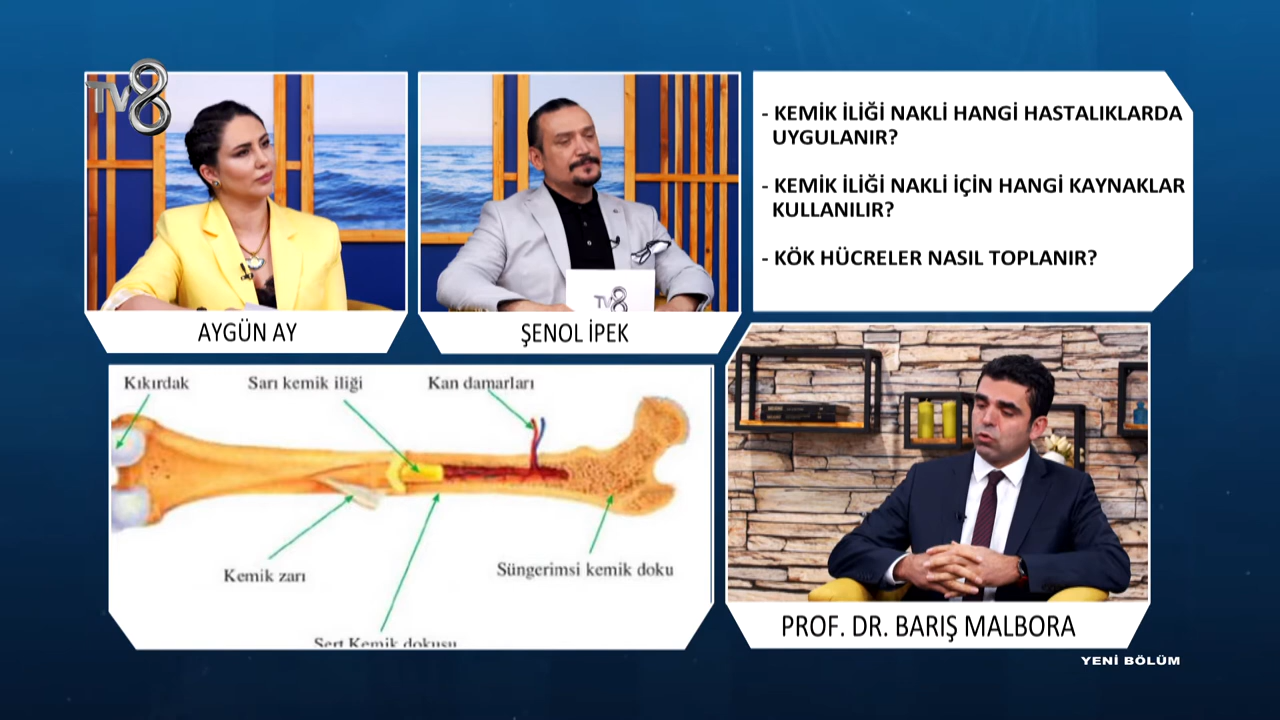 TV8
- KEMİK İLİĞİ NAKLİ HANGİ HASTALIKLARDA
UYGULANIR?
- KEMİK İLİĞİ NAKLİ İÇİN HANGİ KAYNAKLAR
KULLANILIR?
- KÖK HÜCRELER NASIL TOPLANIR?
TV8
AYGÜN AY
ŞENOL İPEK
Kıkırdak
Sarı kemik iliği
Kan damarları
Kemik zarı
Süngerimsi kemik doku
Sert Kemik dokusu
PROF. DR. BARIŞ MALBORA
YENİ BÖLÜM